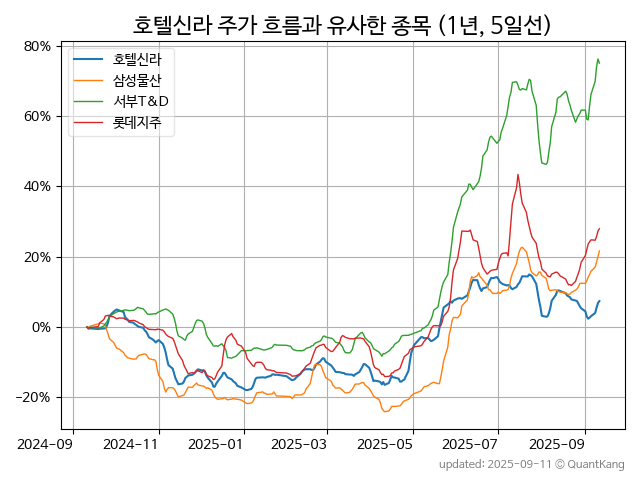 호텔신라 주가 흐름과 유사한 종목 (1년, 5일선)
80%
60%
40%
20%
0%
−20%
호텔신라
삼성물산
서부T&D
롯데지주
2024-09
2024-11
2025-01
2025-03
2025-05
2025-07
2025-09
updated: 2025-09-11 © QuantKang